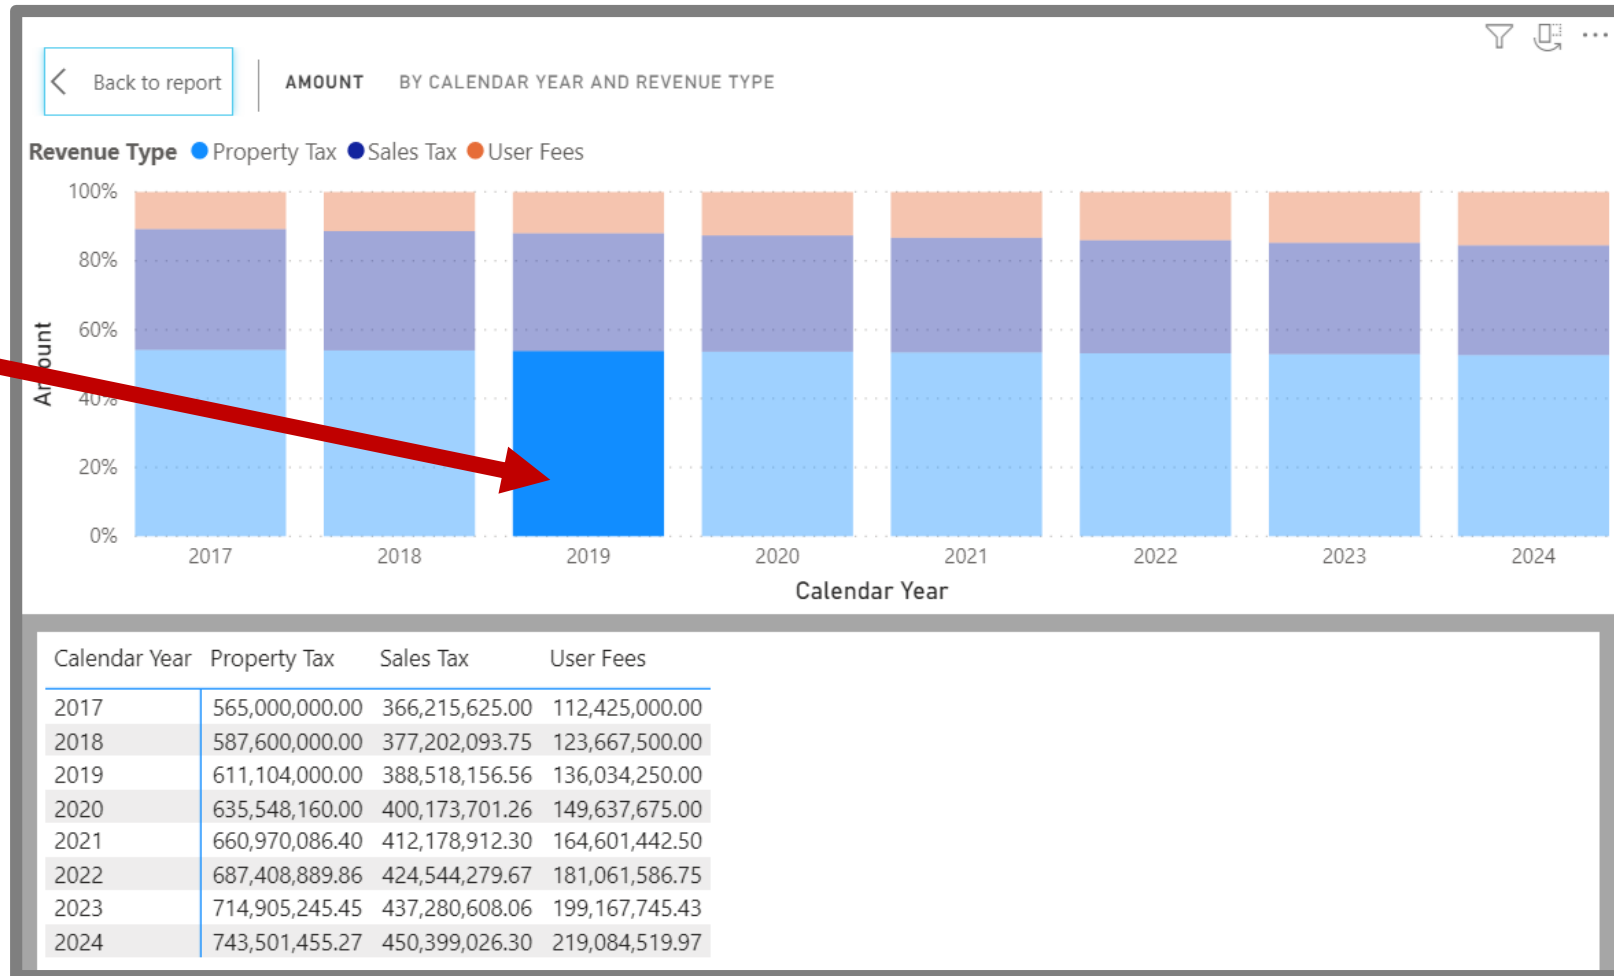 Back to report AMOUNT BY CALENDAR YEAR AND REVENUE TYPE
Revenue Type Property Tax Sales Tax User Fees
100%
80%
60%
40%
20%
0%
Amount
2017 2018 2019 2020 2021 2022 2023 2024
Calendar Year
Calendar Year Property Tax Sales Tax User Fees
2017 565,000,000.00 366,215,625.00 112,425,000.00
2018 587,600,000.00 377,202,093.75 123,667,500.00
2019 611,104,000.00 388,518,156.56 136,034,250.00
2020 635,548,160.00 400,173,701.26 149,637,675.00
2021 660,970,086.40 412,178,912.30 164,601,442.50
2022 687,408,889.86 424,544,279.67 181,061,586.75
2023 714,905,245.45 437,280,608.06 199,167,745.43
2024 743,501,455.27 450,399,026.30 219,084,519.97